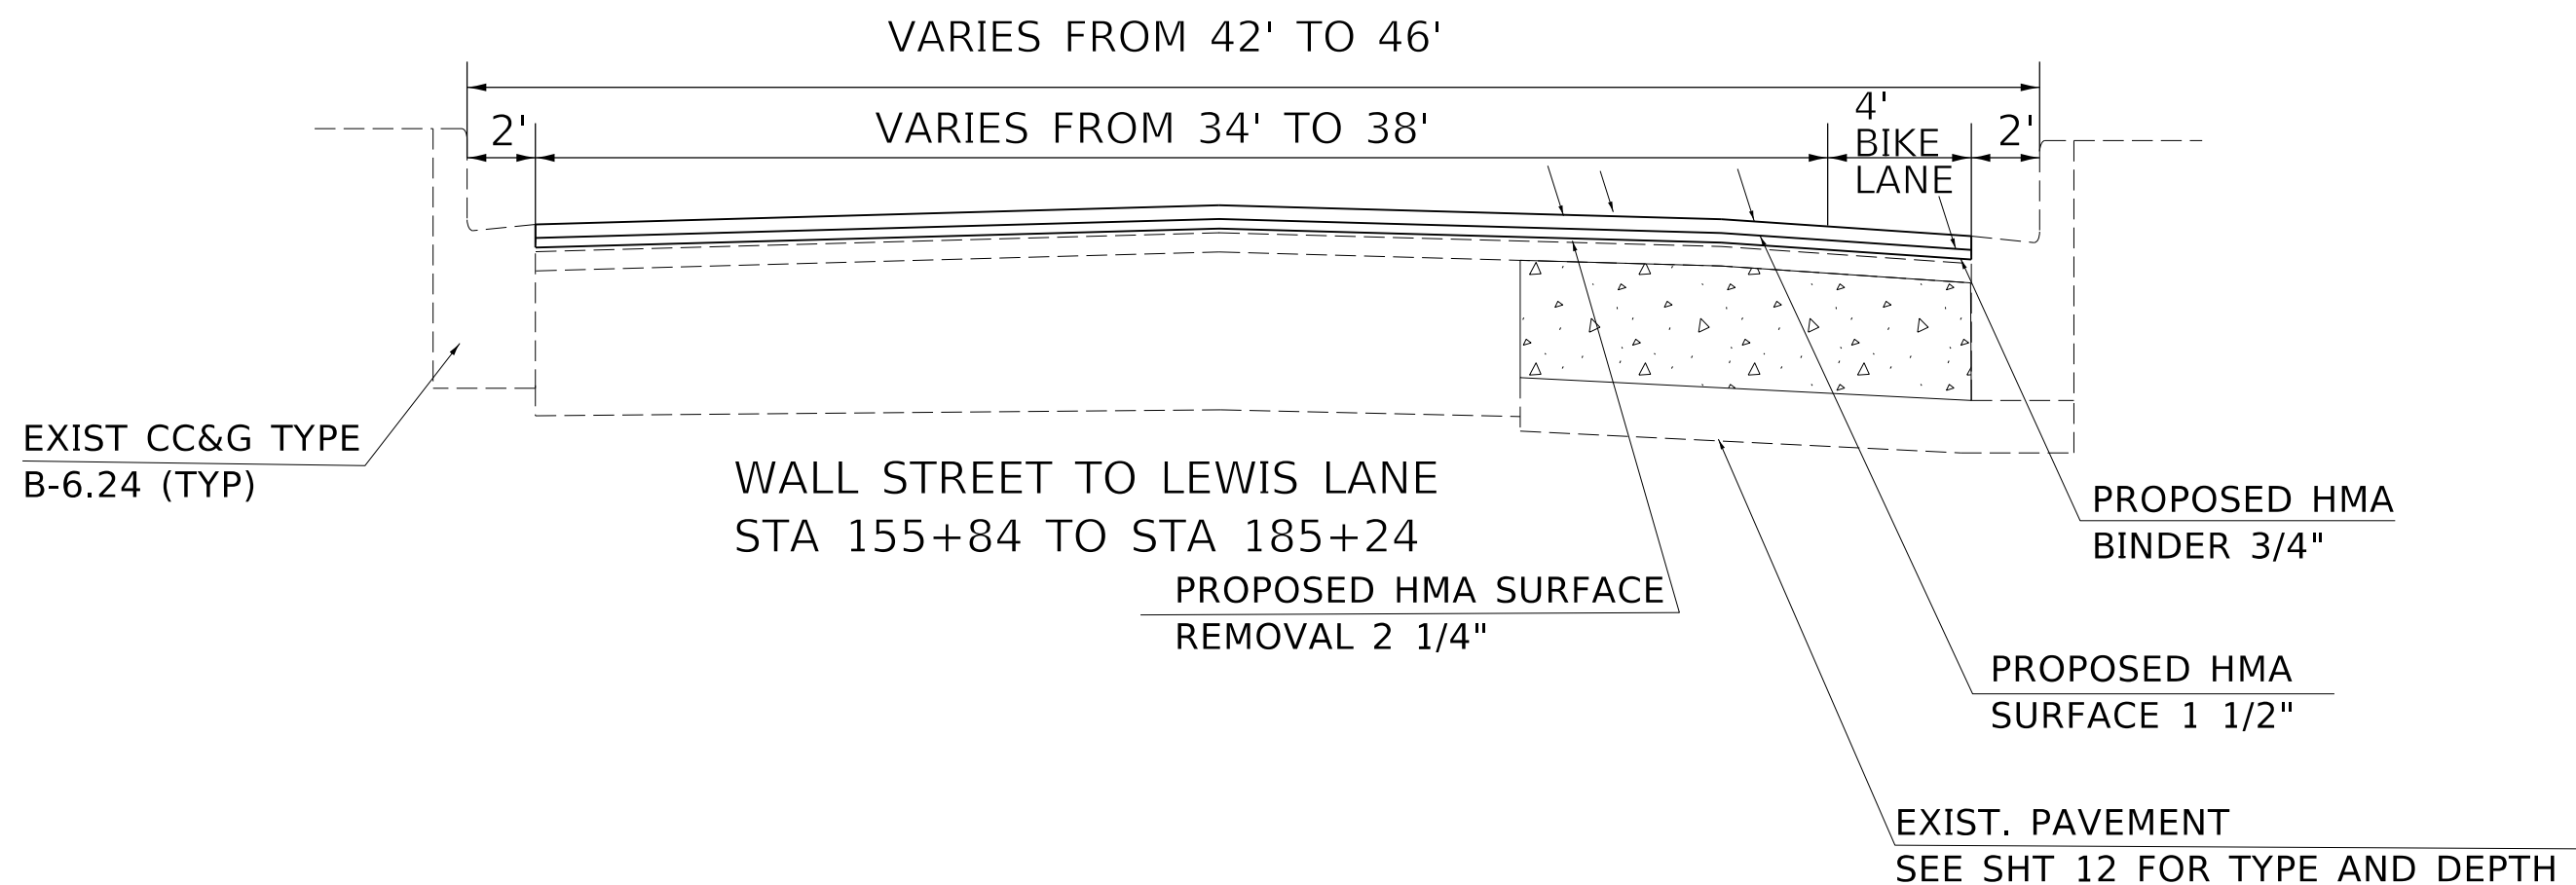 VARIES FROM 42' TO 46'
2'
VARIES FROM 34' TO 38'
4'
BIKE
LANE
2'
EXIST CC&G TYPE
B-6.24 (TYP)
WALL STREET TO LEWIS LANE
STA 155+84 TO STA 185+24
PROPOSED HMA SURFACE
REMOVAL 2 1/4"
PROPOSED HMA
BINDER 3/4"
PROPOSED HMA
SURFACE 1 1/2"
EXIST. PAVEMENT
SEE SHT 12 FOR TYPE AND DEPTH